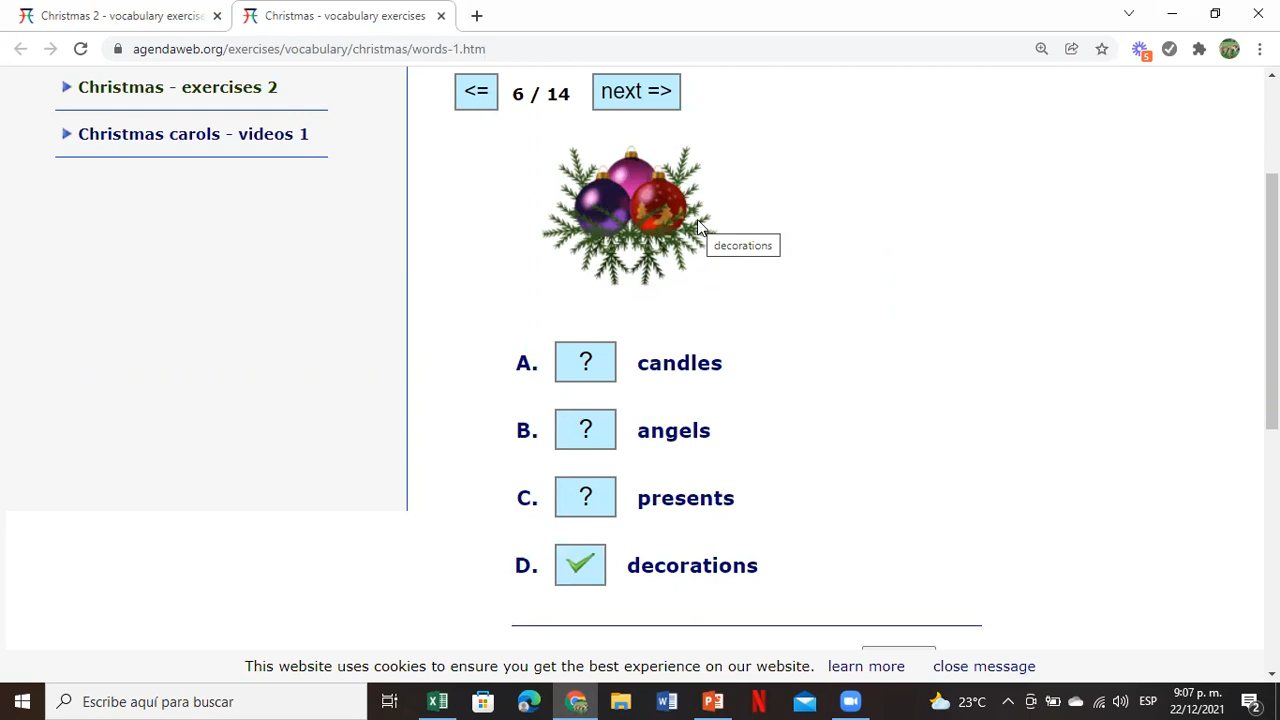 Christmas 2 - vocabulary exercise
Christmas - vocabulary exercises
agendaweb.org/exercises/vocabulary/christmas/words-1.htm
5
Christmas - exercises 2
Christmas carols - videos 1
<= 6 / 14 next =>
decorations
A. ? candles
B. ? angels
C. ? presents
D. decorations
This website uses cookies to ensure you get the best experience on our website. learn more close message
Escribe aquí para buscar
23°C
ESP
9:07 p. m.
22/12/2021
2